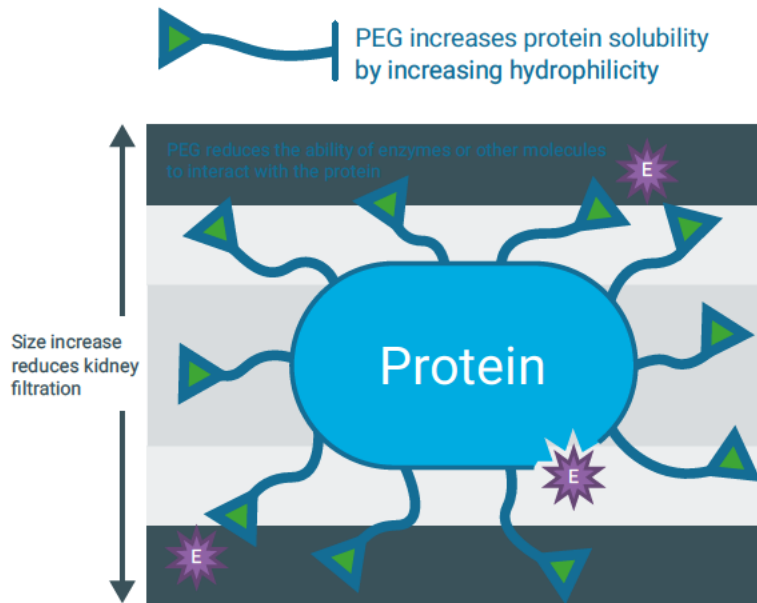 PEG increases protein solubility
by increasing hydrophilicity
PEG reduces the ability of enzymes or other molecules
to interact with the protein
E
Size increase
reduces kidney
filtration
Protein
E
E